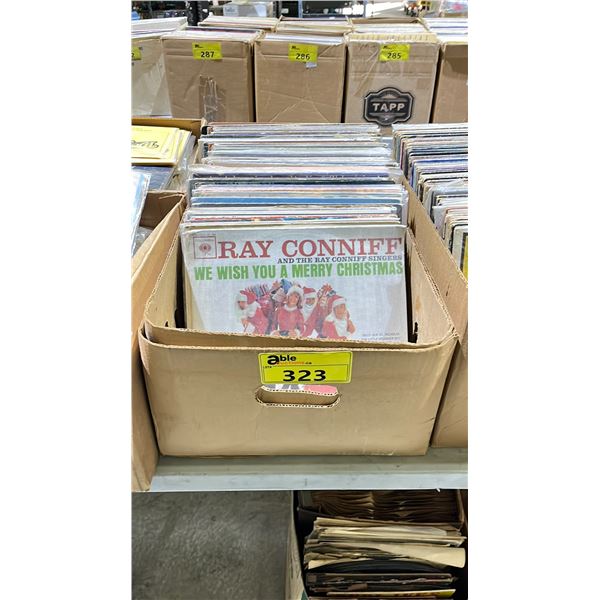 287
286
285
TAPP
RAY CONNIFF
AND THE RAY CONNIFF SINGERS
WE WISH YOU A MERRY CHRISTMAS
able
323